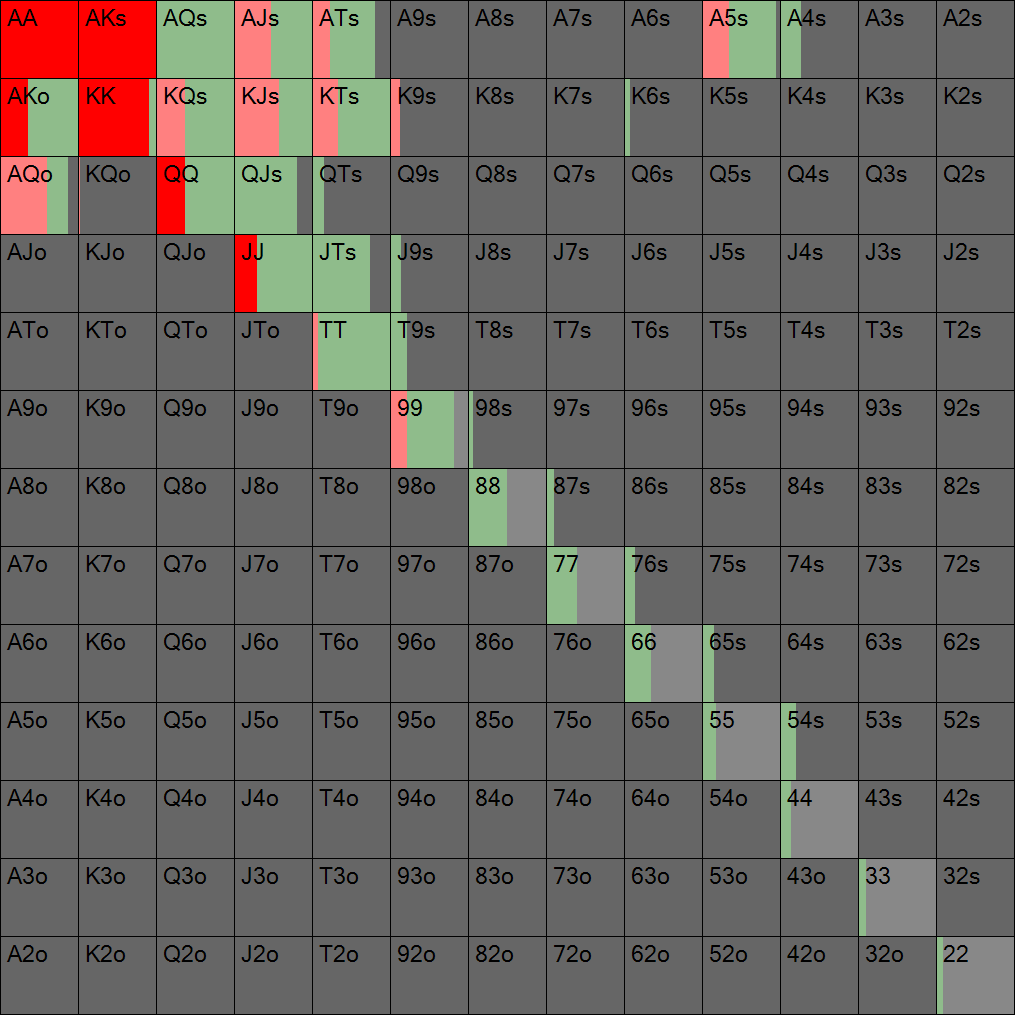 AA AKs AQs AJs ATs A9s A8s A7s A6s A5s A4s A3s A2s
AKo KK KQs KJs KTs K9s K8s K7s K6s K5s K4s K3s K2s
AQo KQo QQ QJs QTs Q9s Q8s Q7s Q6s Q5s Q4s Q3s Q2s
AJo KJo QJo JJ JTs J9s J8s J7s J6s J5s J4s J3s J2s
ATo KTo QTo JTo TT T9s T8s T7s T6s T5s T4s T3s T2s
A9o K9o Q9o J9o T9o 99 98s 97s 96s 95s 94s 93s 92s
A8o K8o Q8o J8o T8o 98o 88 87s 86s 85s 84s 83s 82s
A7o K7o Q7o J7o T7o 97o 87o 77 76s 75s 74s 73s 72s
A6o K6o Q6o J6o T6o 96o 86o 76o 66 65s 64s 63s 62s
A5o K5o Q5o J5o T5o 95o 85o 75o 65o 55 54s 53s 52s
A4o K4o Q4o J4o T4o 94o 84o 74o 64o 54o 44 43s 42s
A3o K3o Q3o J3o T3o 93o 83o 73o 63o 53o 43o 33 32s
A2o K2o Q2o J2o T2o 92o 82o 72o 62o 52o 42o 32o 22